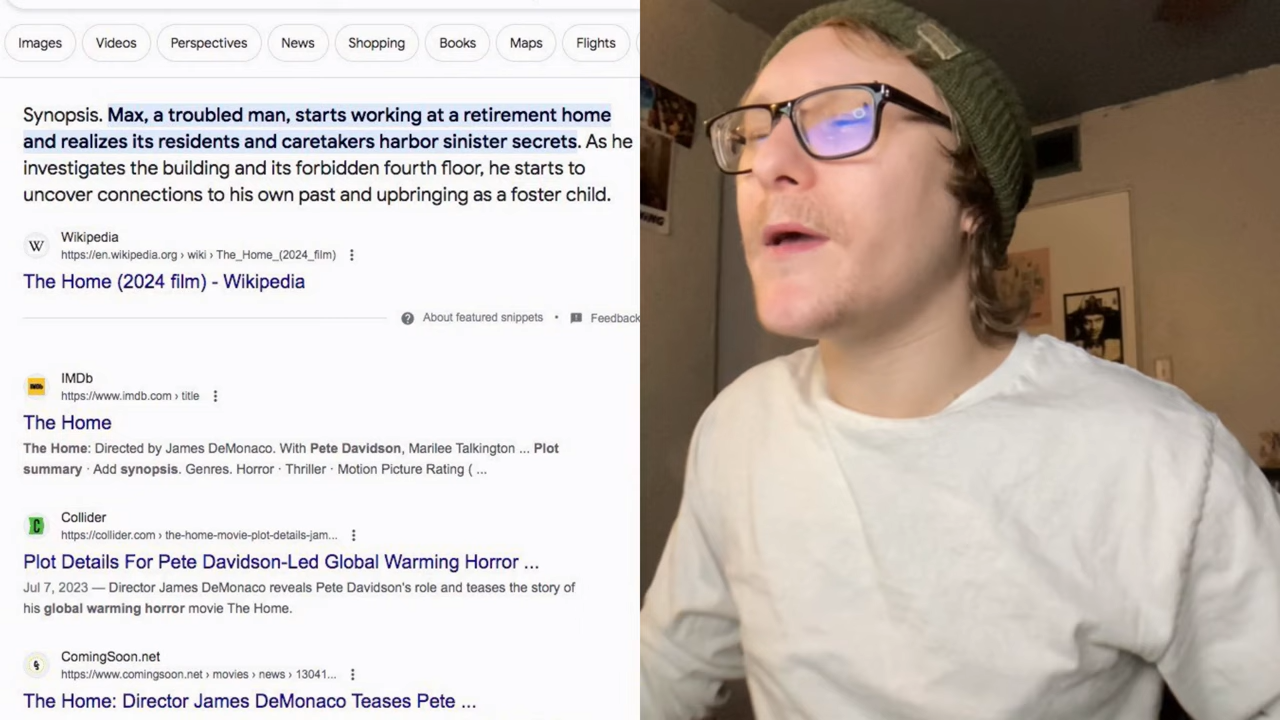 Images
Videos
Perspectives
News
Shopping
Books
Maps
Flights
Synopsis. Max, a troubled man, starts working at a retirement home
and realizes its residents and caretakers harbor sinister secrets. As he
investigates the building and its forbidden fourth floor, he starts to
uncover connections to his own past and upbringing as a foster child.
W
Wikipedia
https://en.wikipedia.org › wiki › The_Home_(2024_film)
The Home (2024 film) - Wikipedia
About featured snippets • Feedback
IMDb
IMDb
https://www.imdb.com › title
The Home
The Home: Directed by James DeMonaco. With Pete Davidson, Marilee Talkington ... Plot
summary · Add synopsis. Genres. Horror · Thriller · Motion Picture Rating ( ...
C
Collider
https://collider.com › the-home-movie-plot-details-jam...
Plot Details For Pete Davidson-Led Global Warming Horror ...
Jul 7, 2023 — Director James DeMonaco reveals Pete Davidson's role and teases the story of
his global warming horror movie The Home.
ComingSoon.net
https://www.comingsoon.net › movies › news › 13041...
The Home: Director James DeMonaco Teases Pete ...